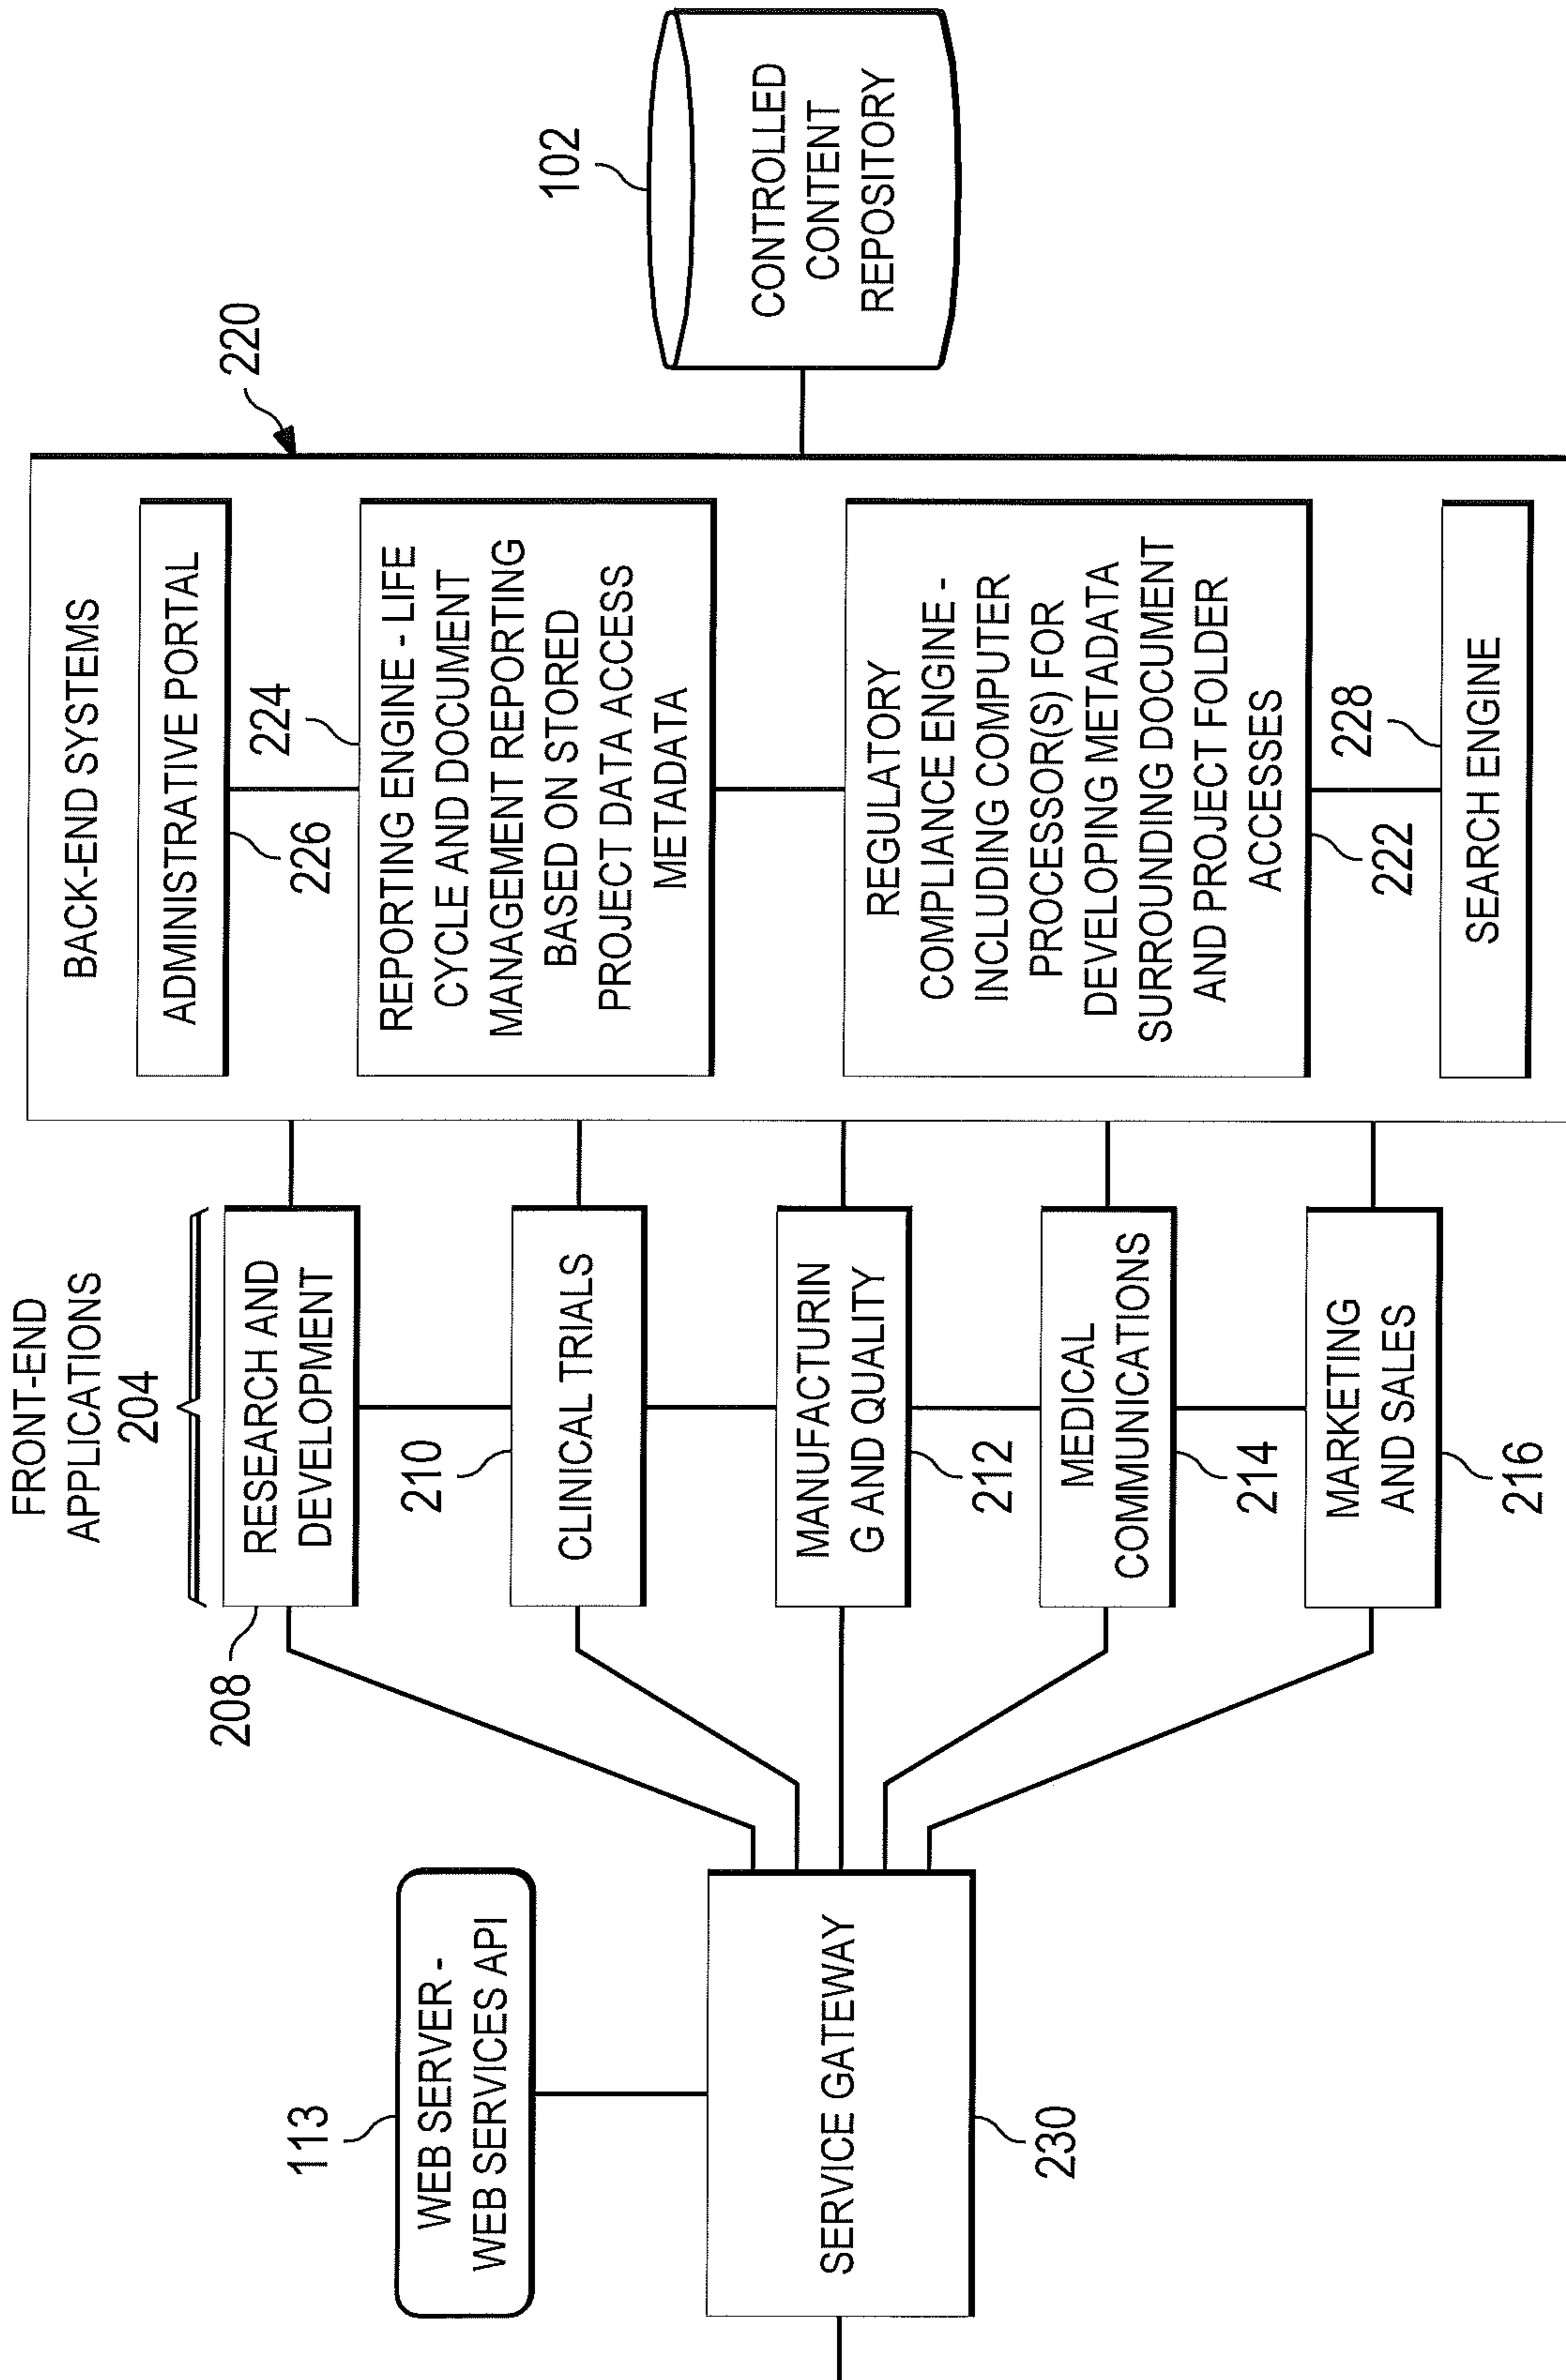 FRONT-END
APPLICATIONS
204
BACK-END SYSTEMS
220
113
WEB SERVER -
WEB SERVICES API
SERVICE GATEWAY
230
208
RESEARCH AND
DEVELOPMENT
210
CLINICAL TRIALS
MANUFACTURIN
G AND QUALITY
212
MEDICAL
COMMUNICATIONS
214
MARKETING
AND SALES
216
ADMINISTRATIVE PORTAL
226
224
REPORTING ENGINE - LIFE
CYCLE AND DOCUMENT
MANAGEMENT REPORTING
BASED ON STORED
PROJECT DATA ACCESS
METADATA
REGULATORY
COMPLIANCE ENGINE -
INCLUDING COMPUTER
PROCESSOR(S) FOR
DEVELOPING METADATA
SURROUNDING DOCUMENT
AND PROJECT FOLDER
ACCESSES
222
228
SEARCH ENGINE
102
CONTROLLED
CONTENT
REPOSITORY